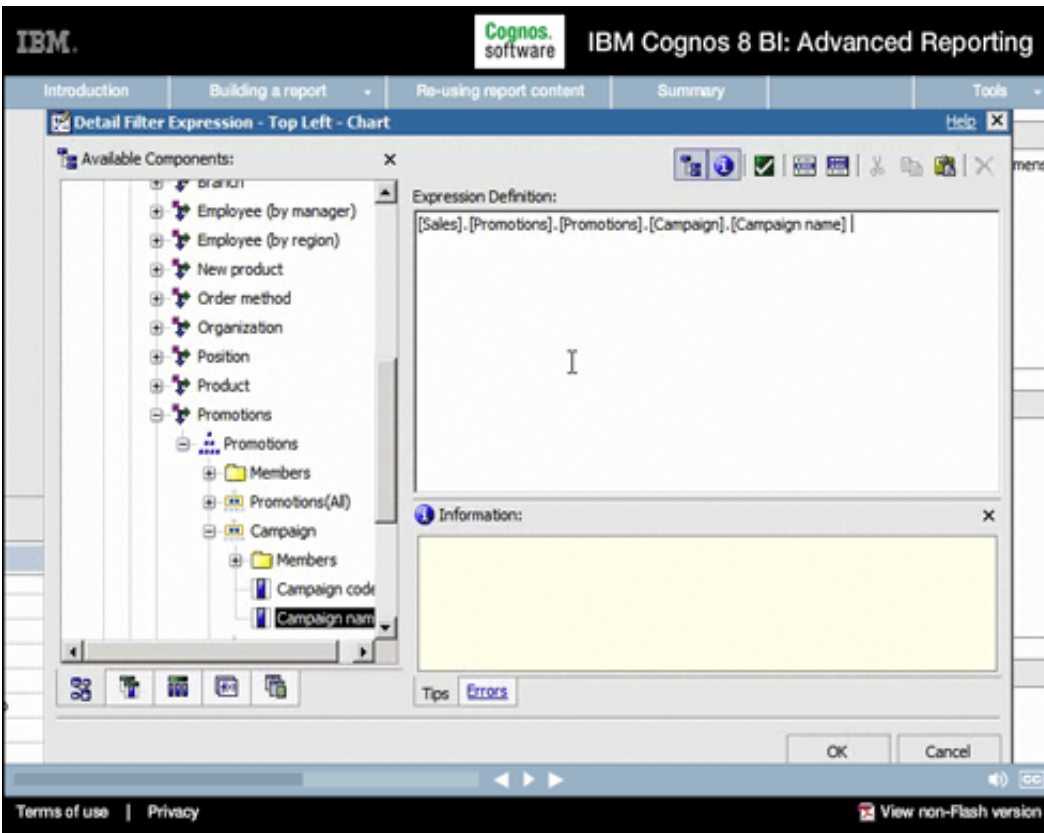 IBM.
Cognos.
software
IBM Cognos 8 BI: Advanced Reporting
Introduction Building a report Re-using report content Summary Tools
Detail Filter Expression - Top Left - Chart Help
Available Components:
mens
Expression Definition:
[Sales].[Promotions].[Promotions].[Campaign].[Campaign name]
Branch
Employee (by manager)
Employee (by region)
New product
Order method
Organization
Position
Product
Promotions
Promotions
Members
Promotions(All)
Campaign
Members
Campaign code
Campaign nam
Information:
Tips Errors
OK Cancel
CC
Terms of use | Privacy View non-Flash version